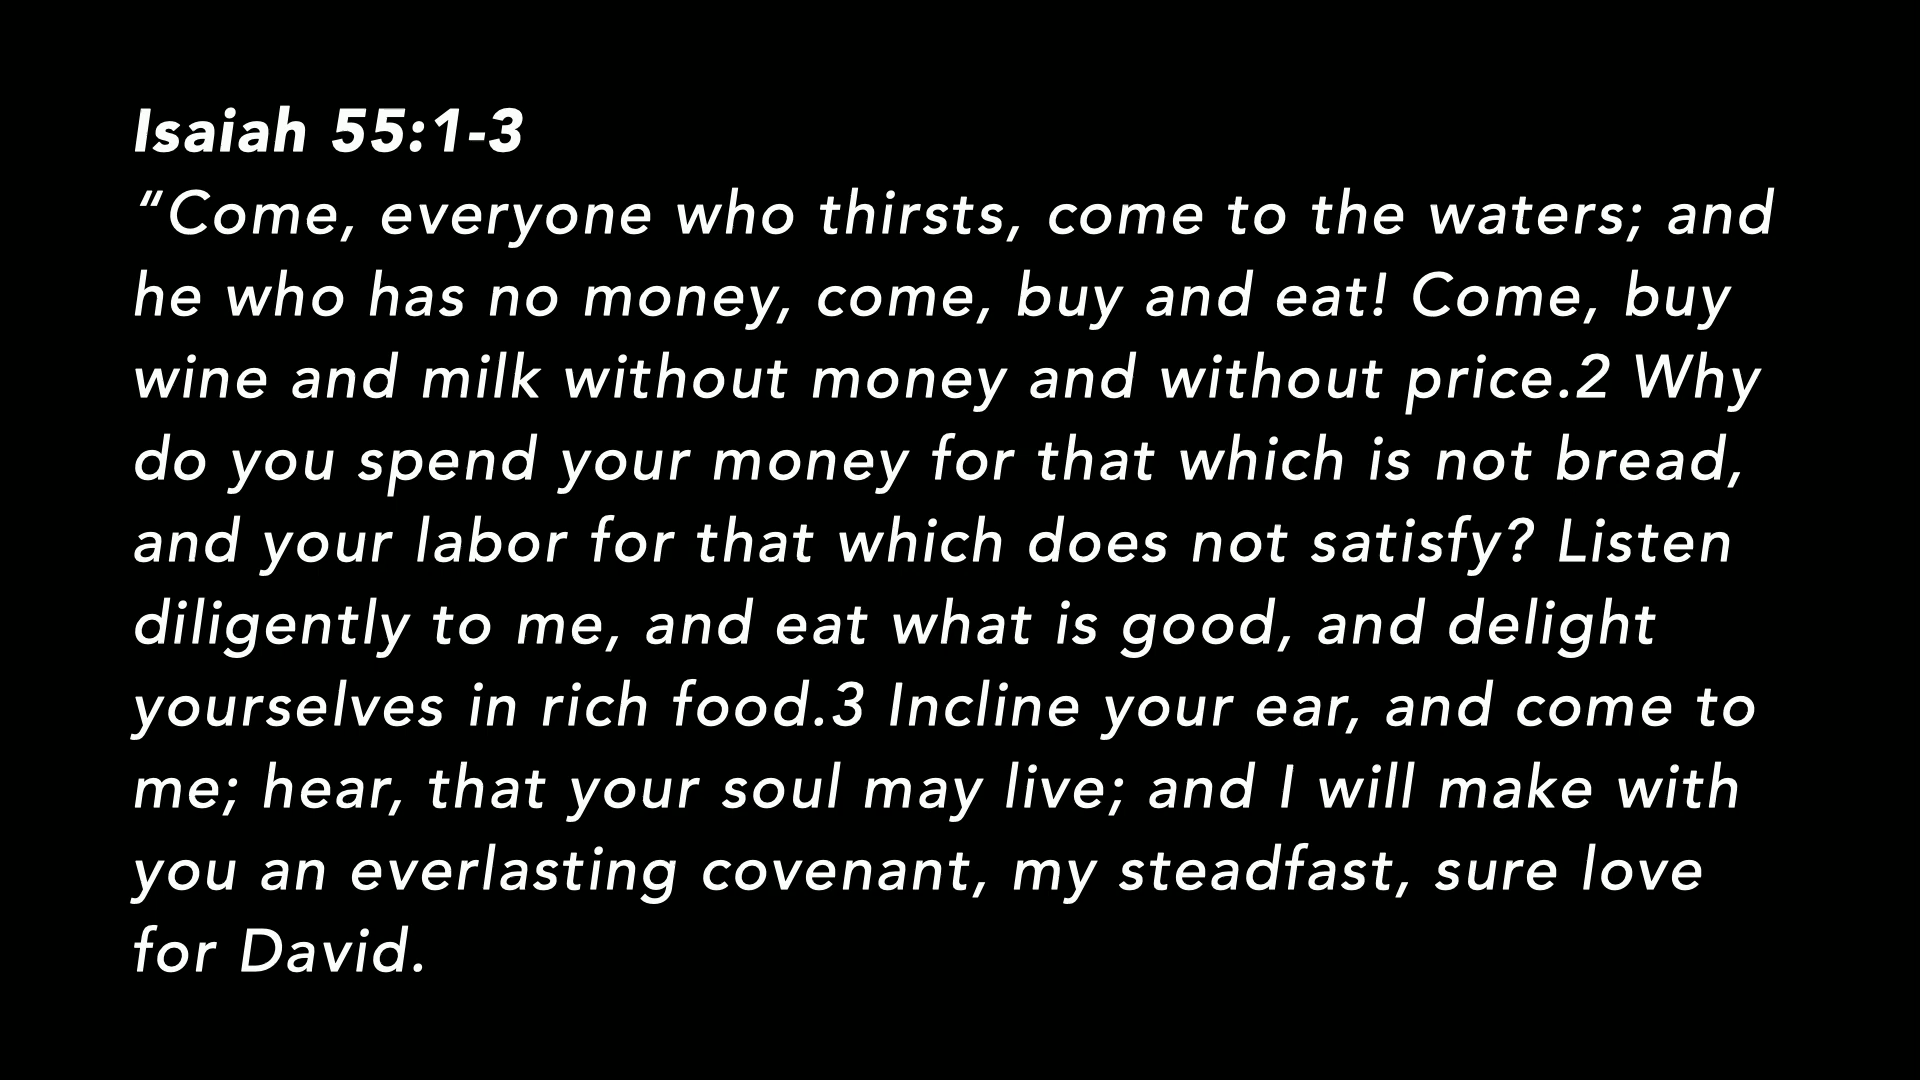 Isaiah 55:1-3
“Come, everyone who thirsts, come to the waters; and
he who has no money, come, buy and eat! Come, buy
wine and milk without money and without price.2 Why
do you spend your money for that which is not bread,
and your labor for that which does not satisfy? Listen
diligently to me, and eat what is good, and delight
yourselves in rich food.3 Incline your ear, and come to
me; hear, that your soul may live; and I will make with
you an everlasting covenant, my steadfast, sure love
for David.